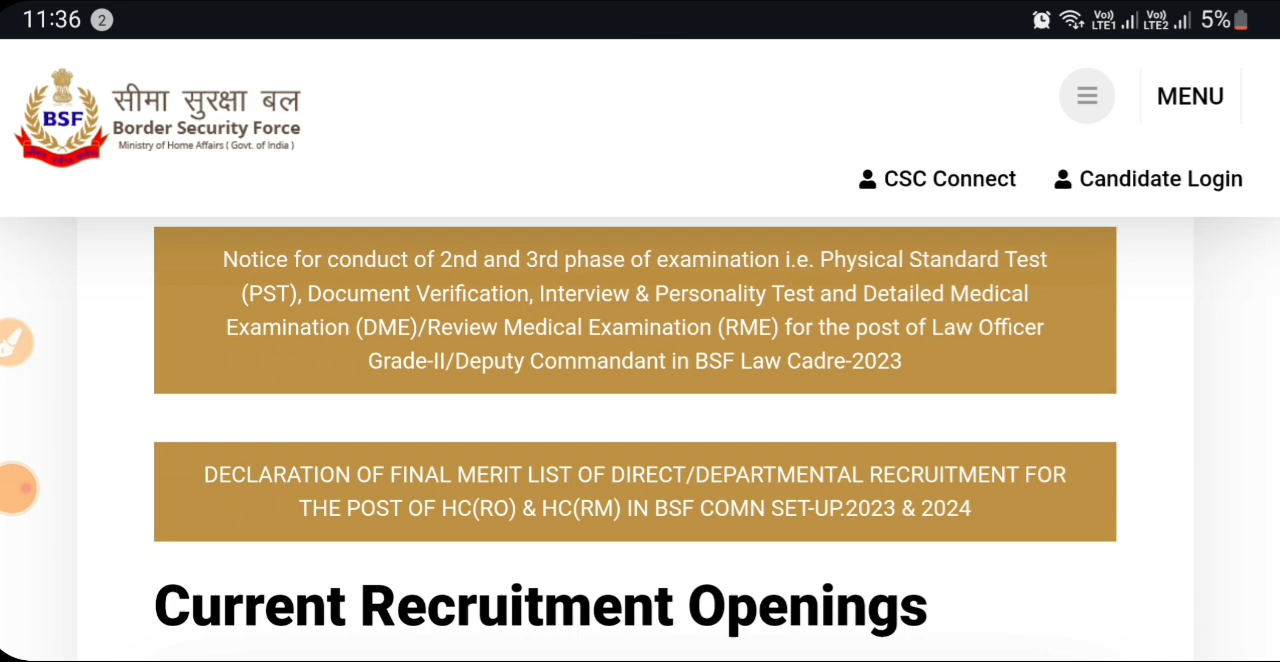 11:36 2
Vo)) LTE1 Vo)) LTE2 5%
BSF
सीमा सुरक्षा बल
Border Security Force
Ministry of Home Affairs ( Govt. of India )
MENU
CSC Connect Candidate Login
Notice for conduct of 2nd and 3rd phase of examination i.e. Physical Standard Test
(PST), Document Verification, Interview & Personality Test and Detailed Medical
Examination (DME)/Review Medical Examination (RME) for the post of Law Officer
Grade-II/Deputy Commandant in BSF Law Cadre-2023
DECLARATION OF FINAL MERIT LIST OF DIRECT/DEPARTMENTAL RECRUITMENT FOR
THE POST OF HC(RO) & HC(RM) IN BSF COMN SET-UP.2023 & 2024
Current Recruitment Openings